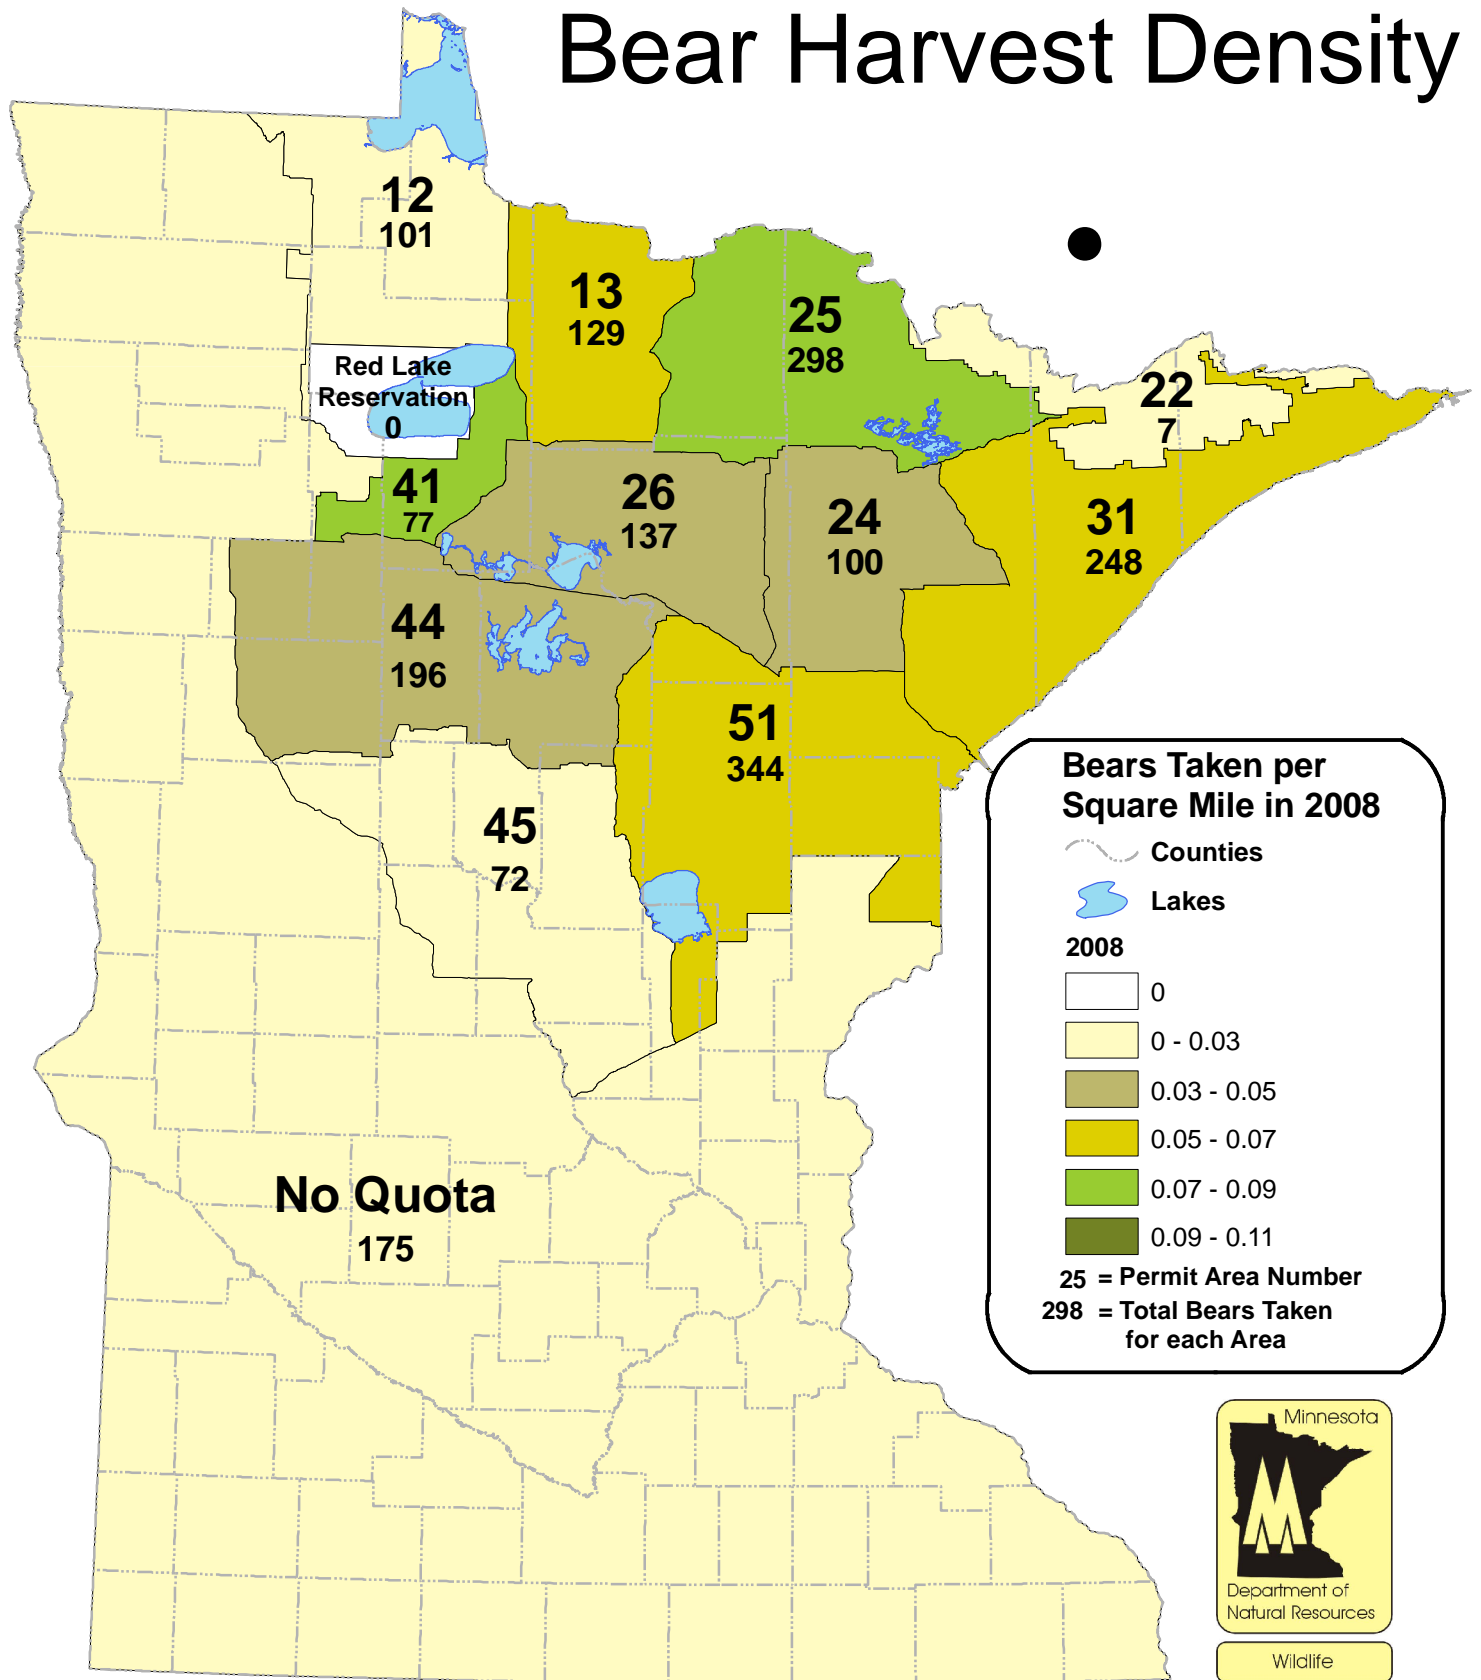 Bear Harvest Density
12
101
13
129
25
298
Red Lake
Reservation
0
22
7
41
77
26
137
24
100
31
248
44
196
51
344
45
72
No Quota
175
Bears Taken per
Square Mile in 2008
Counties
Lakes
2008
0
0 - 0.03
0.03 - 0.05
0.05 - 0.07
0.07 - 0.09
0.09 - 0.11
25 = Permit Area Number
298 = Total Bears Taken
for each Area
Minnesota
Department of
Natural Resources
Wildlife